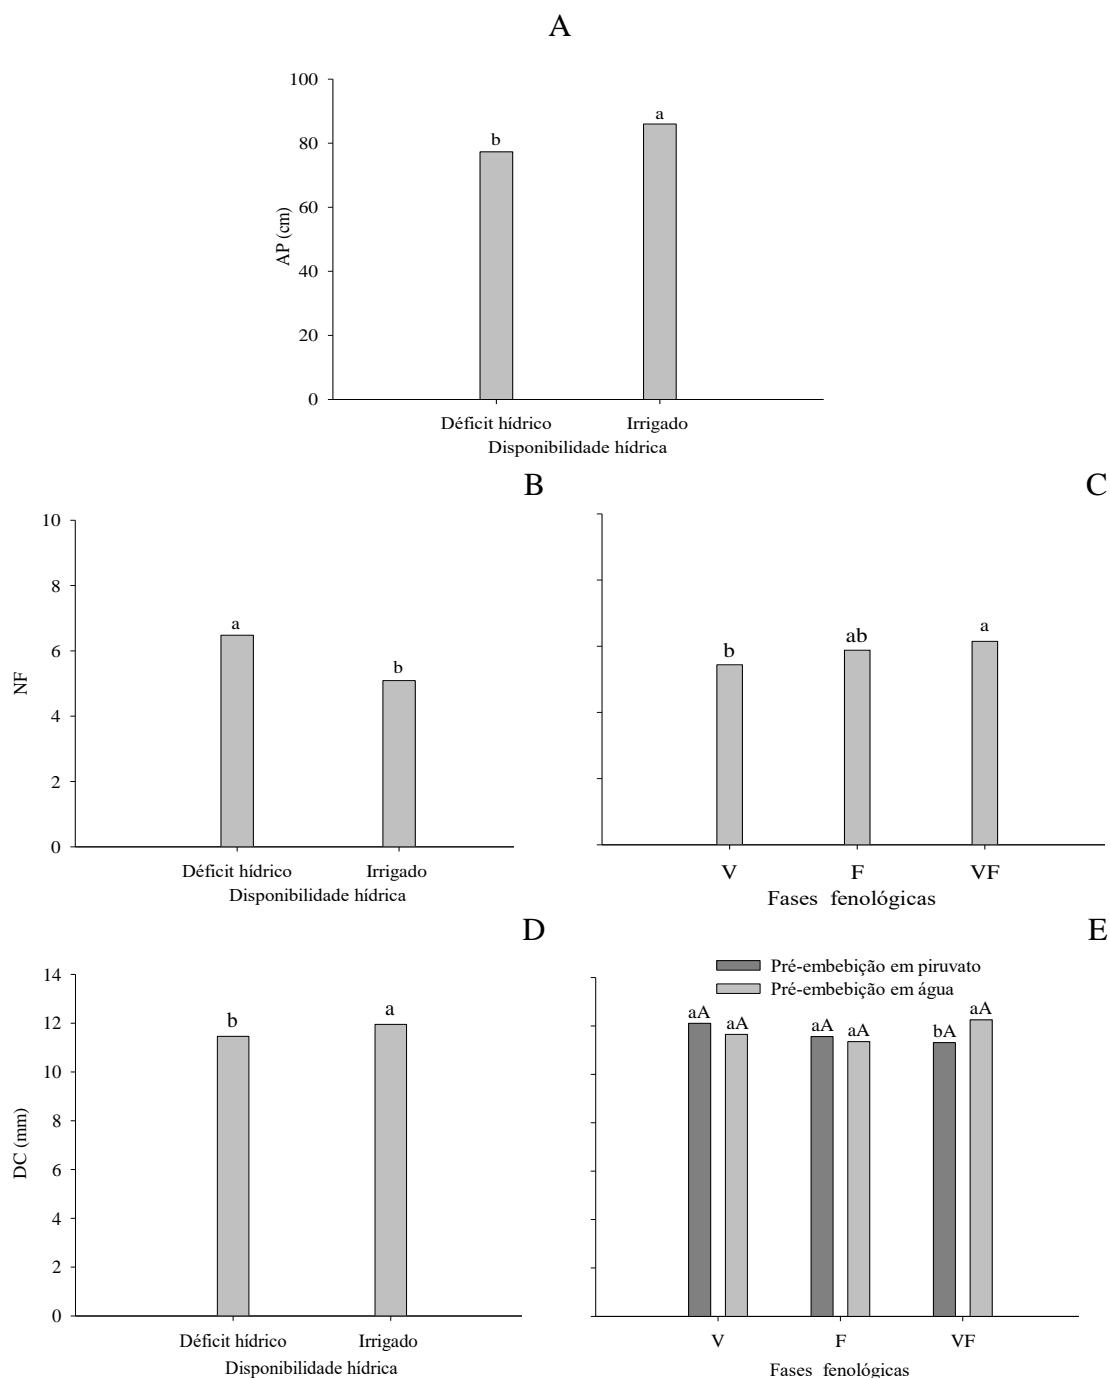 A
100
80
60
40
20
0
AP (cm)
b
a
Déficit hídrico Irrigado
Disponibilidade hídrica
B
10
8
6
4
2
0
NF
a
b
Déficit hídrico Irrigado
Disponibilidade hídrica
C
b
ab
a
V F VF
Fases fenológicas
D
14
12
10
8
6
4
2
0
DC (mm)
b
a
Déficit hídrico Irrigado
Disponibilidade hídrica
E
Pré-embebição em piruvato
Pré-embebição em água
aA aA aA aA bA aA
V F VF
Fases fenológicas